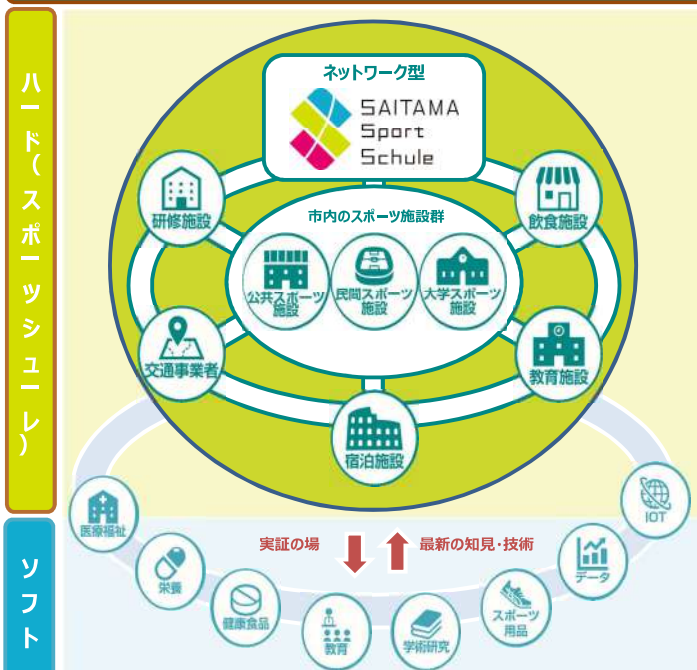 ハード(スポーツシューレ)
ネットワーク型
SAITAMA
Sport
Schule
研修施設
飲食施設
市内のスポーツ施設群
公共スポーツ
施設
民間スポーツ
施設
大学スポーツ
施設
交通事業者
教育施設
宿泊施設
ソフト
実証の場
最新の知見・技術
医療福祉
栄養
健康食品
教育
学術研究
スポーツ
用品
データ
IOT